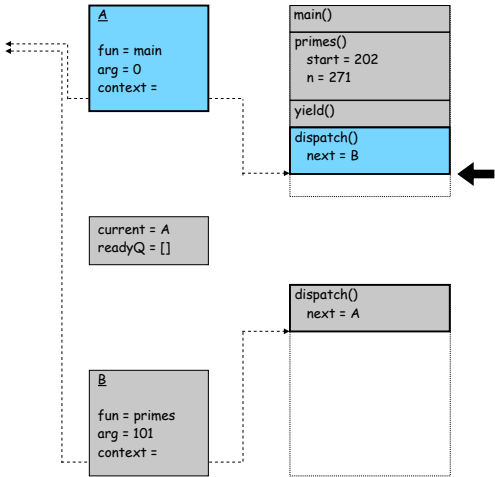 A
fun = main
arg = 0
context =
main()
primes()
start = 202
n = 271
yield()
dispatch()
next = B
current = A
readyQ = []
dispatch()
next = A
B
fun = primes
arg = 101
context =